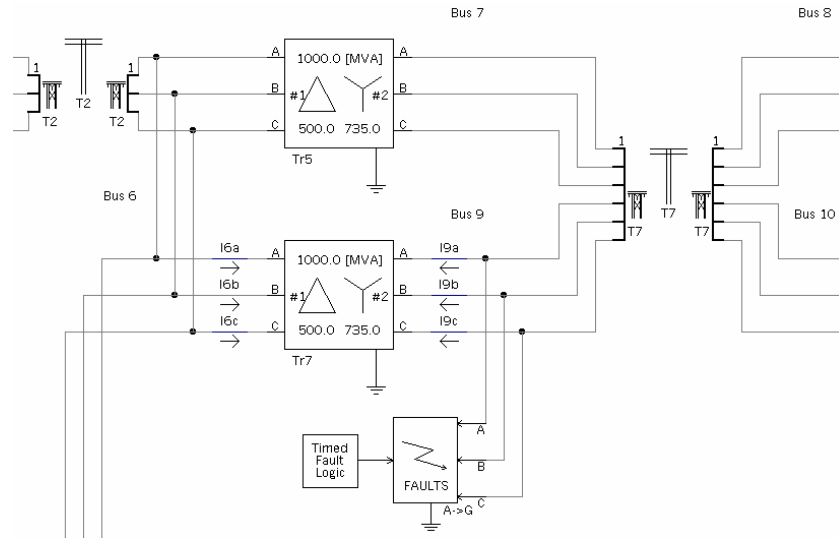 Bus 7
Bus 8
A
1000.0 [MVA]
A
1
1
T2
T2
T2
B
#1
#2
B
C
500.0
735.0
C
Tr5
1
1
T7
T7
T7
Bus 6
Bus 9
Bus 10
I6a
A
1000.0 [MVA]
A
I9a
I6b
B
#1
#2
B
I9b
I6c
C
500.0
735.0
C
I9c
Tr7
Timed
Fault
Logic
FAULTS
A
B
C
A->G